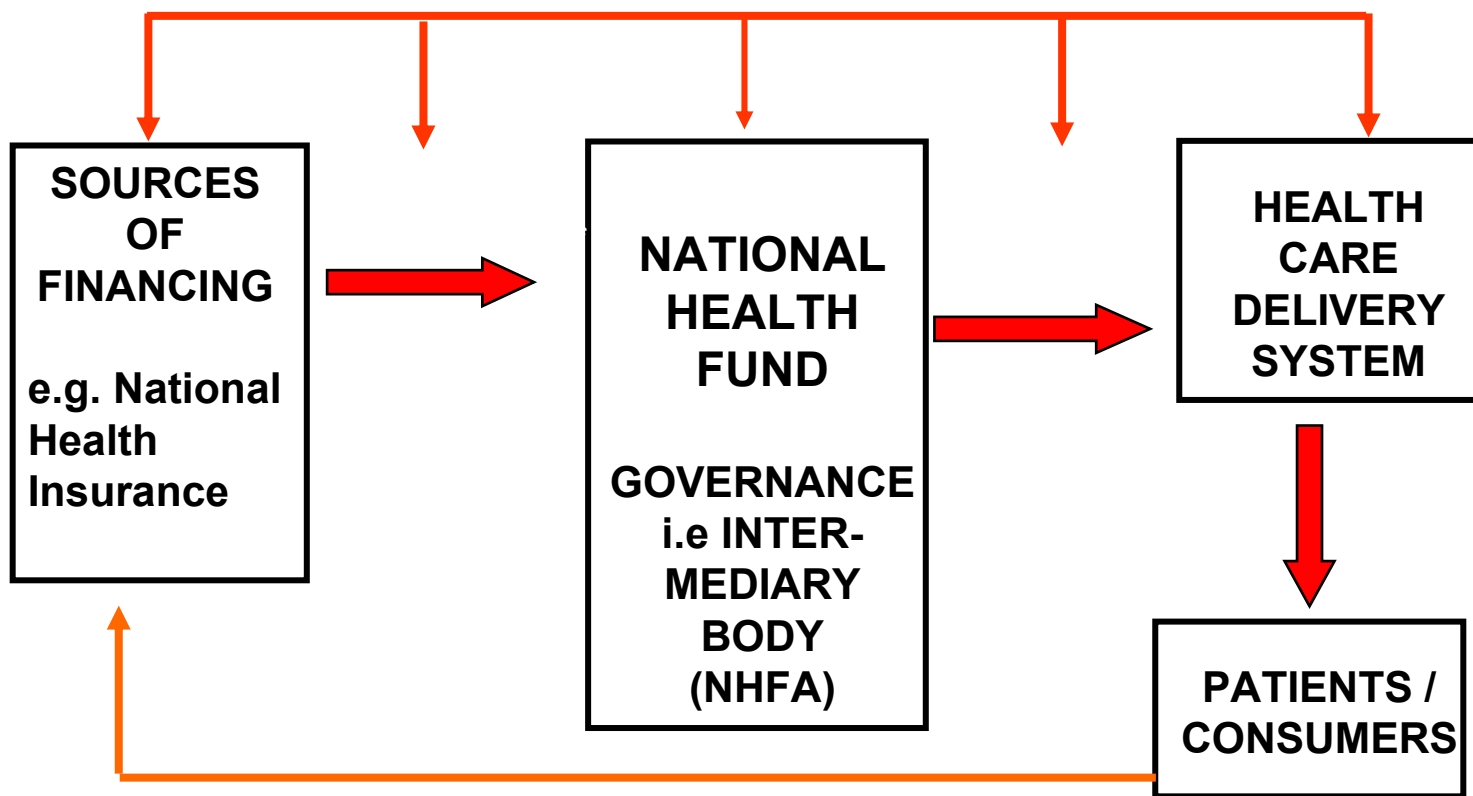 SOURCES
OF
FINANCING
e.g. National
Health
Insurance
NATIONAL
HEALTH
FUND
GOVERNANCE
i.e INTER-
MEDIARY
BODY
(NHFA)
HEALTH
CARE
DELIVERY
SYSTEM
PATIENTS /
CONSUMERS